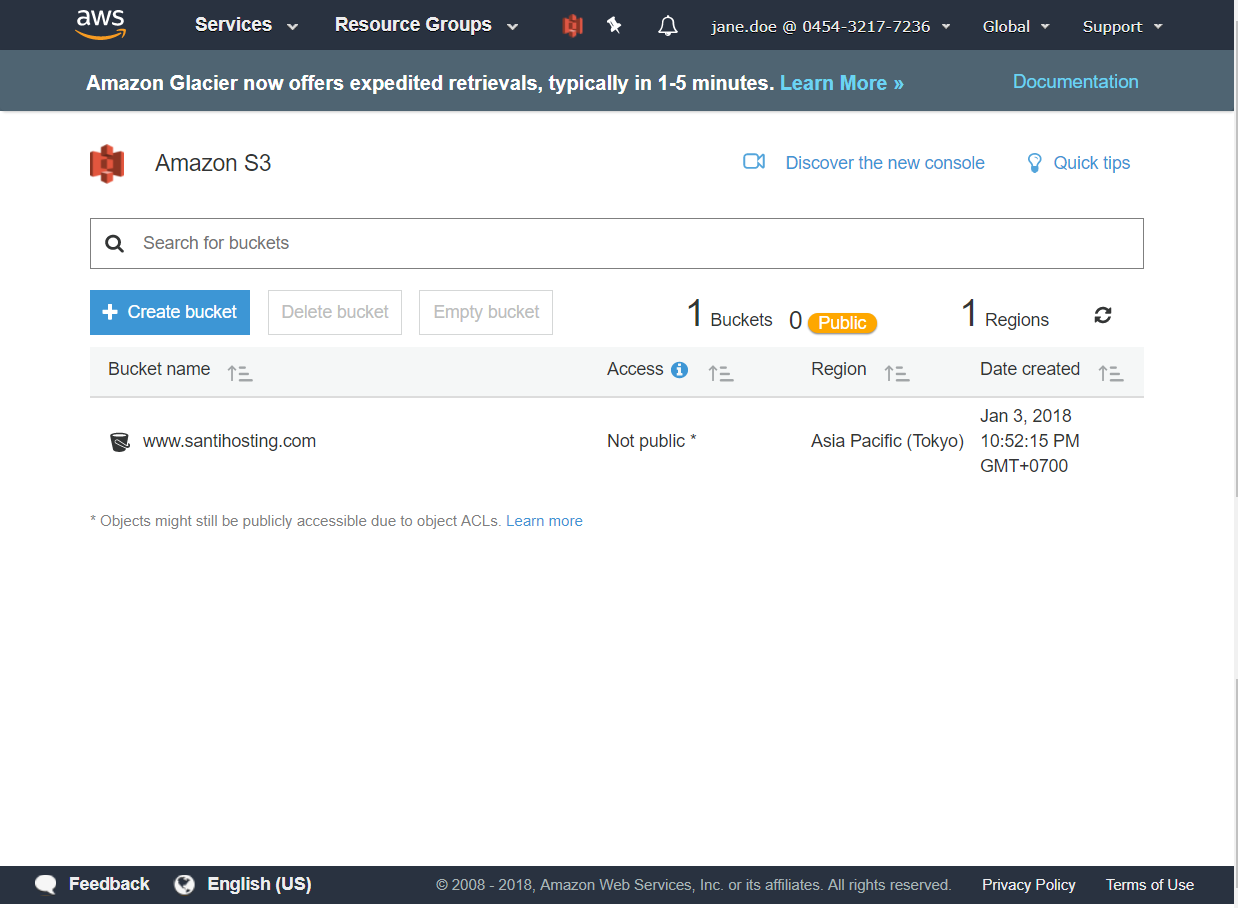 aws Services Resource Groups jane.doe @ 0454-3217-7236 Global Support
Amazon Glacier now offers expedited retrievals, typically in 1-5 minutes. Learn More » Documentation
Amazon S3 Discover the new console Quick tips
Search for buckets
Create bucket Delete bucket Empty bucket 1 Buckets 0 Public 1 Regions
Bucket name Access Region Date created
www.santihosting.com Not public * Asia Pacific (Tokyo) Jan 3, 2018
10:52:15 PM
GMT+0700
* Objects might still be publicly accessible due to object ACLs. Learn more
Feedback English (US) © 2008 - 2018, Amazon Web Services, Inc. or its affiliates. All rights reserved. Privacy Policy Terms of Use